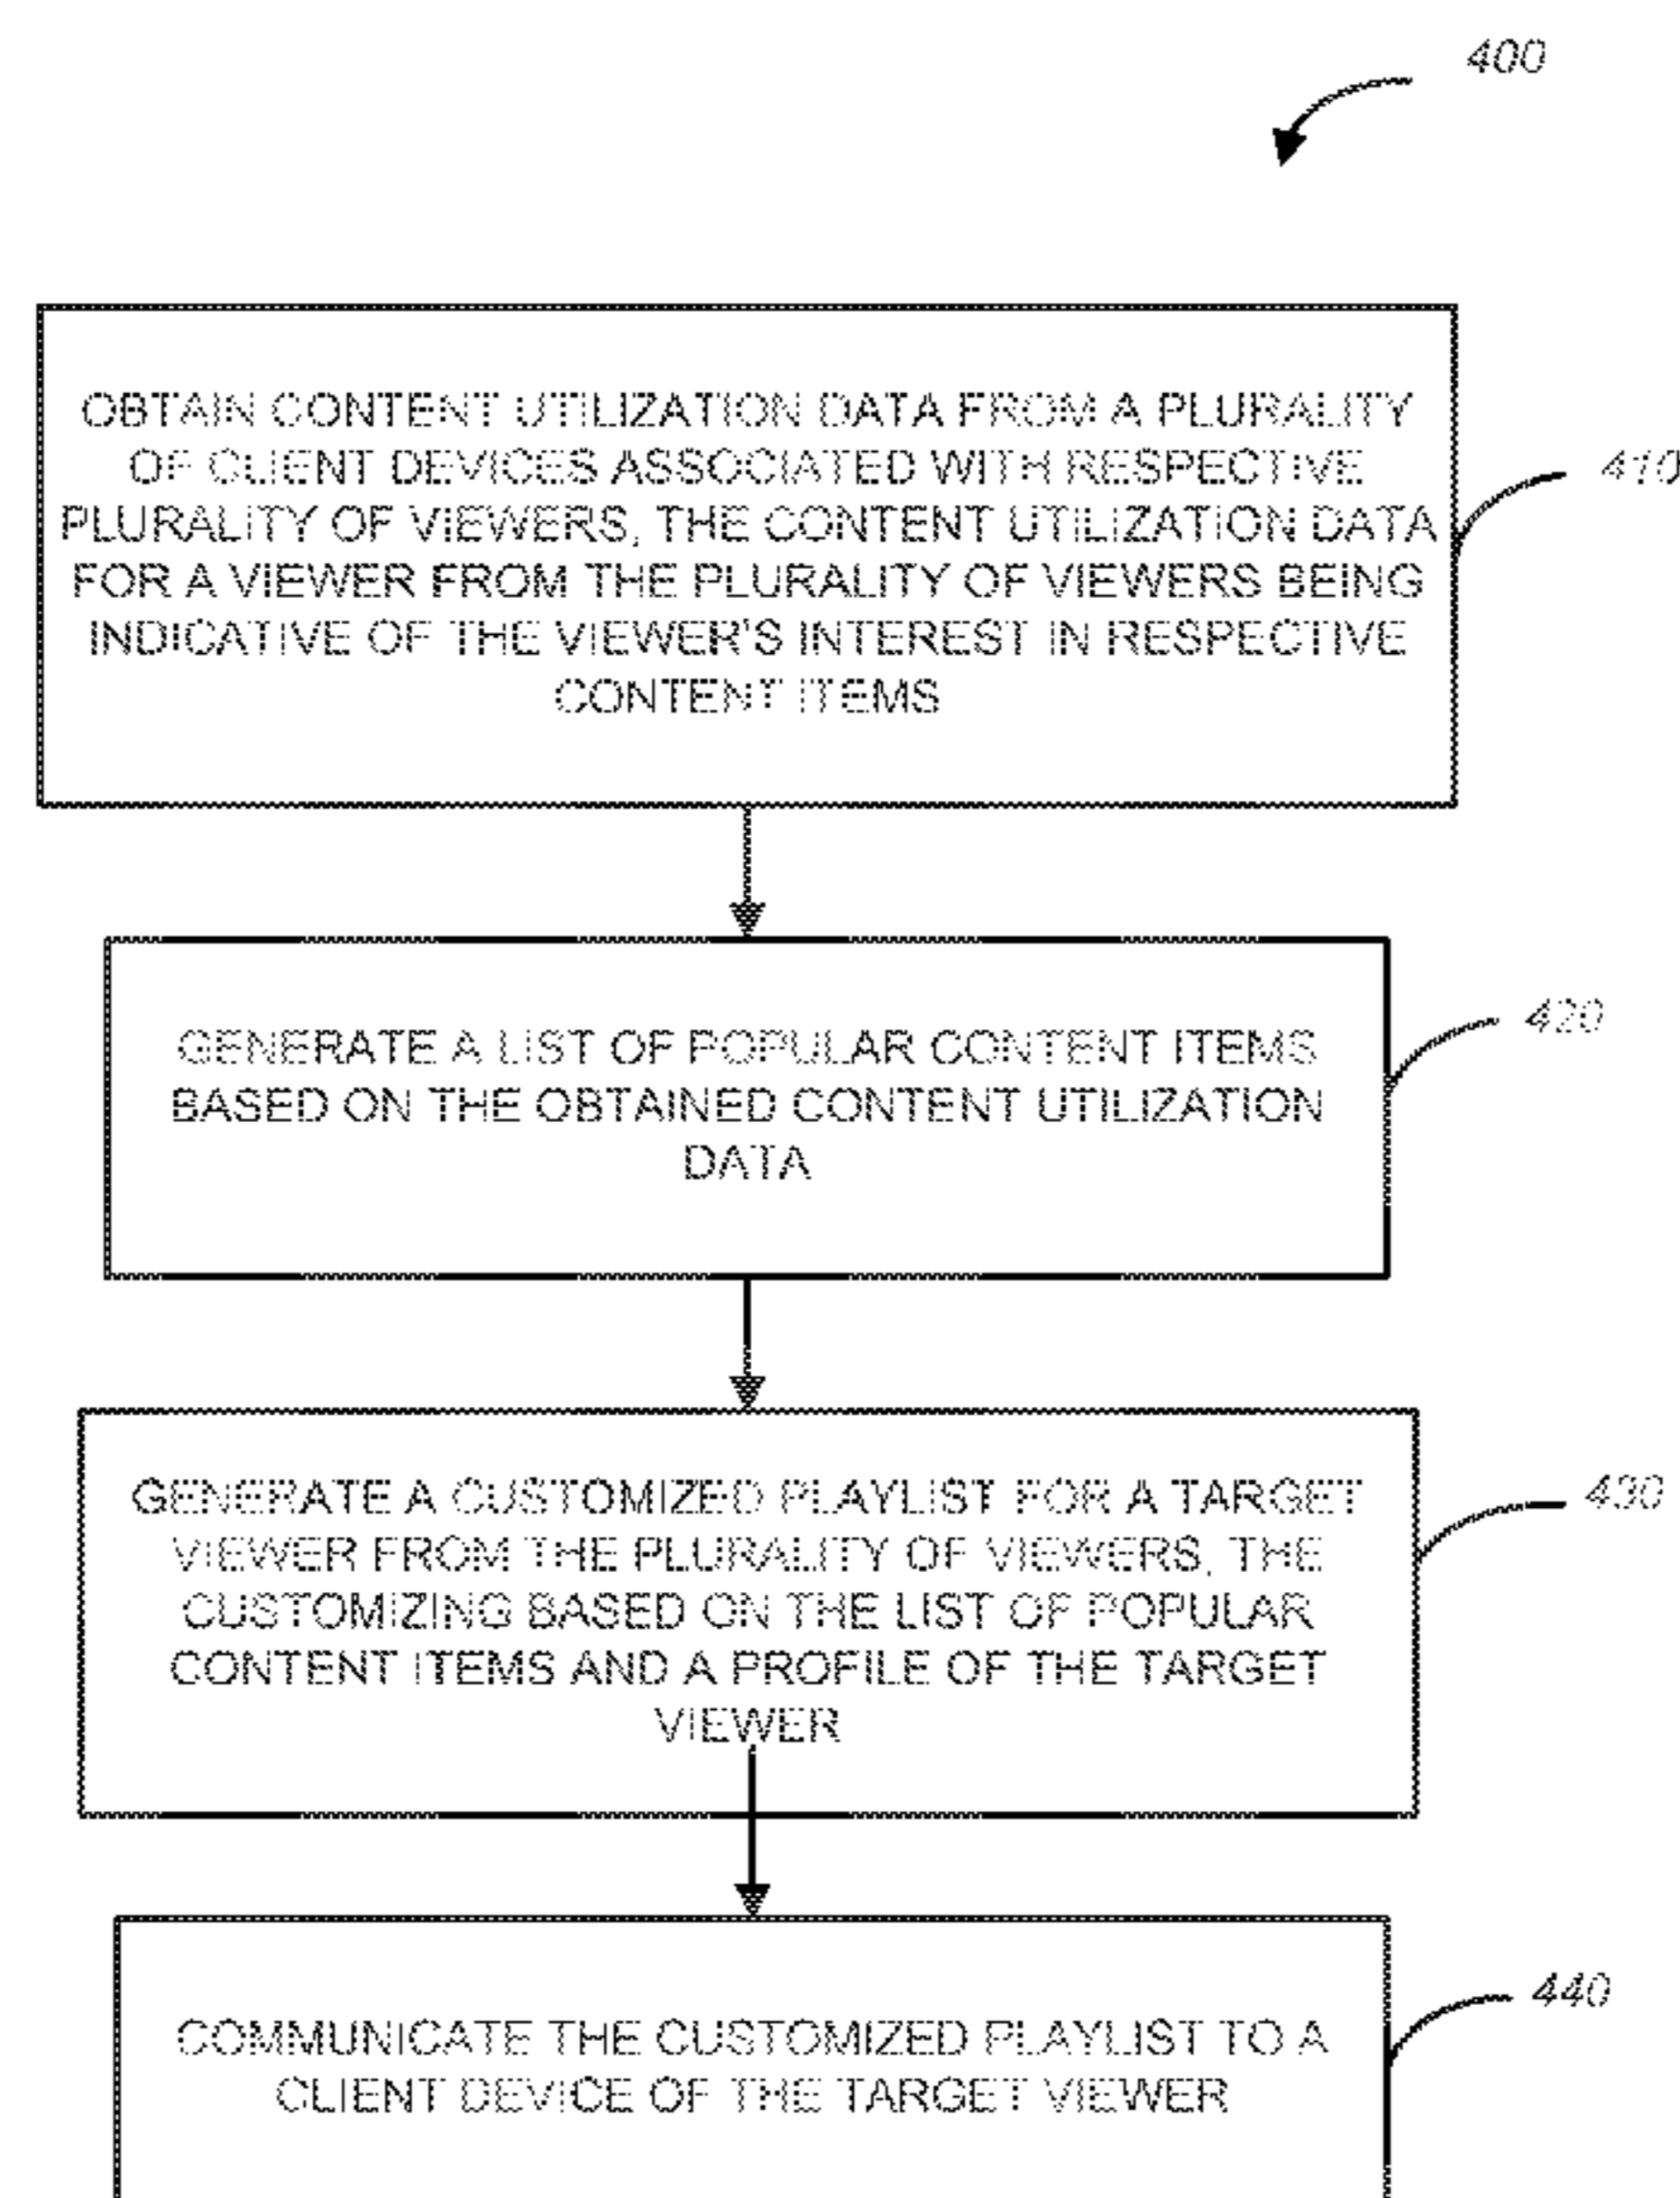 400
OBTAIN CONTENT UTILIZATION DATA FROM A PLURALITY
OF CLIENT DEVICES ASSOCIATED WITH RESPECTIVE
PLURALITY OF VIEWERS, THE CONTENT UTILIZATION DATA
FOR A VIEWER FROM THE PLURALITY OF VIEWERS BEING
INDICATIVE OF THE VIEWER'S INTEREST IN RESPECTIVE
CONTENT ITEMS
410
GENERATE A LIST OF POPULAR CONTENT ITEMS
BASED ON THE OBTAINED CONTENT UTILIZATION
DATA
420
GENERATE A CUSTOMIZED PLAYLIST FOR A TARGET
VIEWER FROM THE PLURALITY OF VIEWERS, THE
CUSTOMIZING BASED ON THE LIST OF POPULAR
CONTENT ITEMS AND A PROFILE OF THE TARGET
VIEWER
430
COMMUNICATE THE CUSTOMIZED PLAYLIST TO A
CLIENT DEVICE OF THE TARGET VIEWER
440